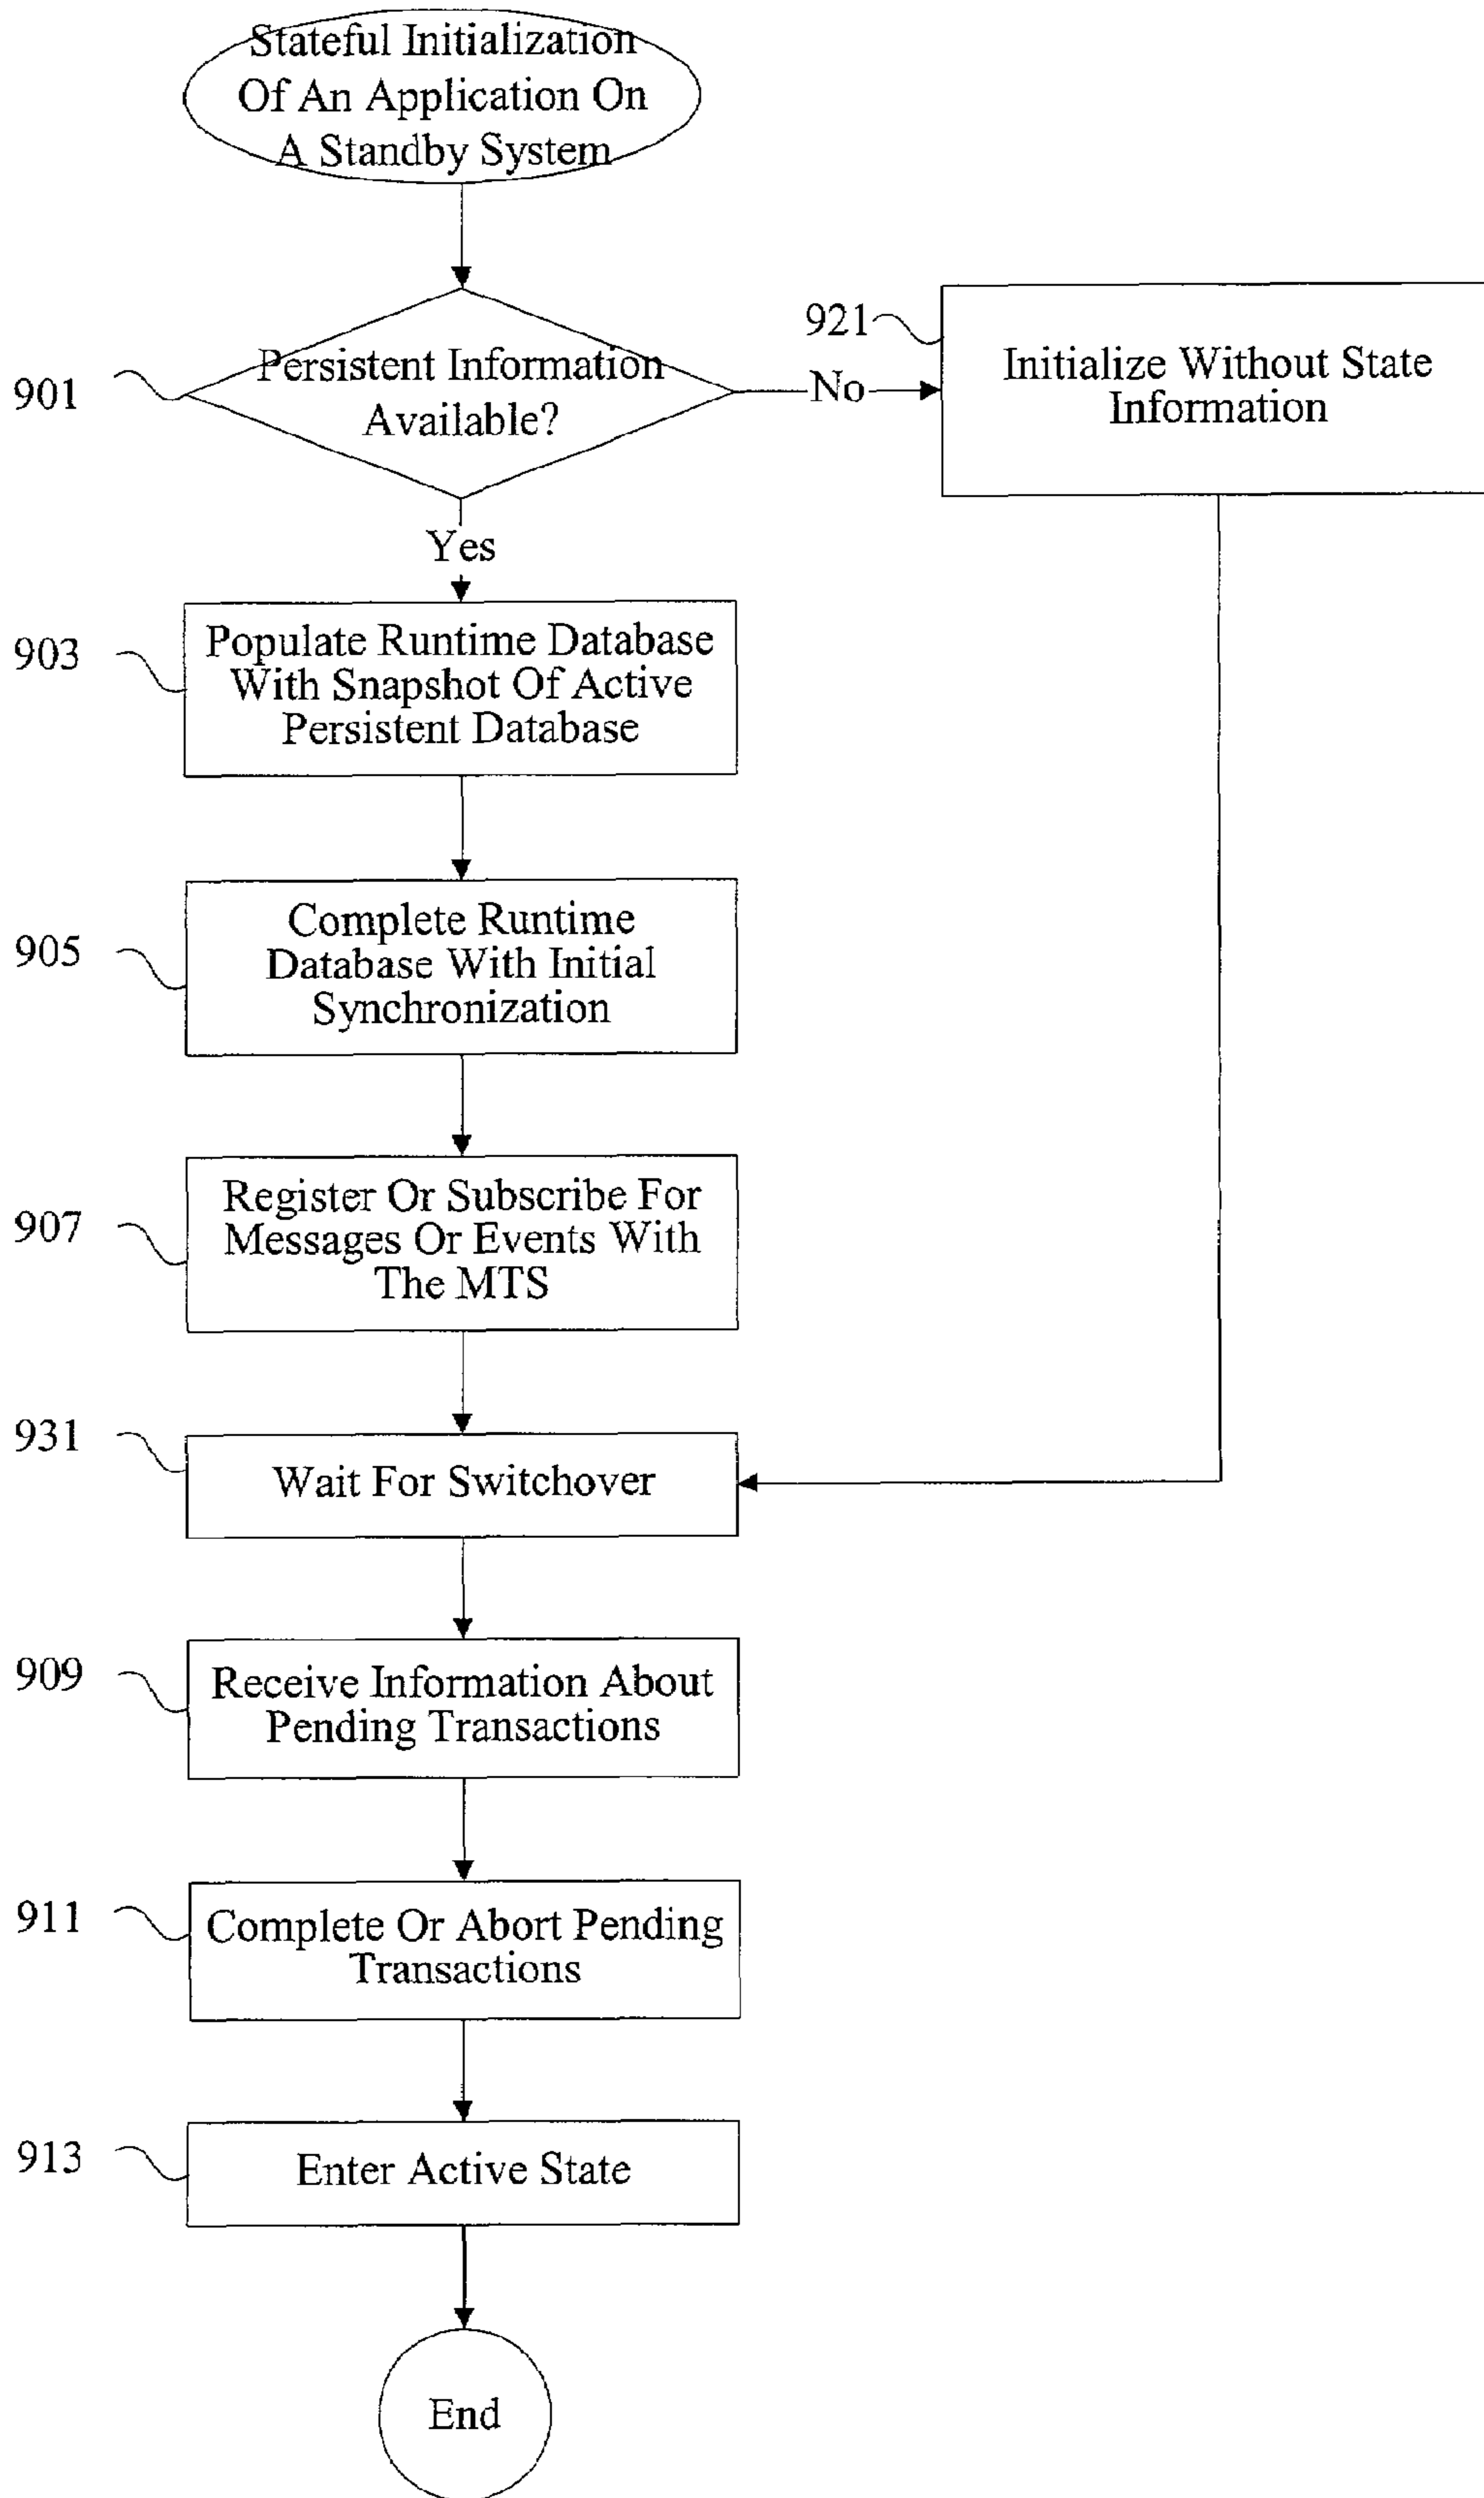 Stateful Initialization
Of An Application On
A Standby System
901
Persistent Information
Available?
No
921
Initialize Without State
Information
Yes
903
Populate Runtime Database
With Snapshot Of Active
Persistent Database
905
Complete Runtime
Database With Initial
Synchronization
907
Register Or Subscribe For
Messages Or Events With
The MTS
931
Wait For Switchover
909
Receive Information About
Pending Transactions
911
Complete Or Abort Pending
Transactions
913
Enter Active State
End